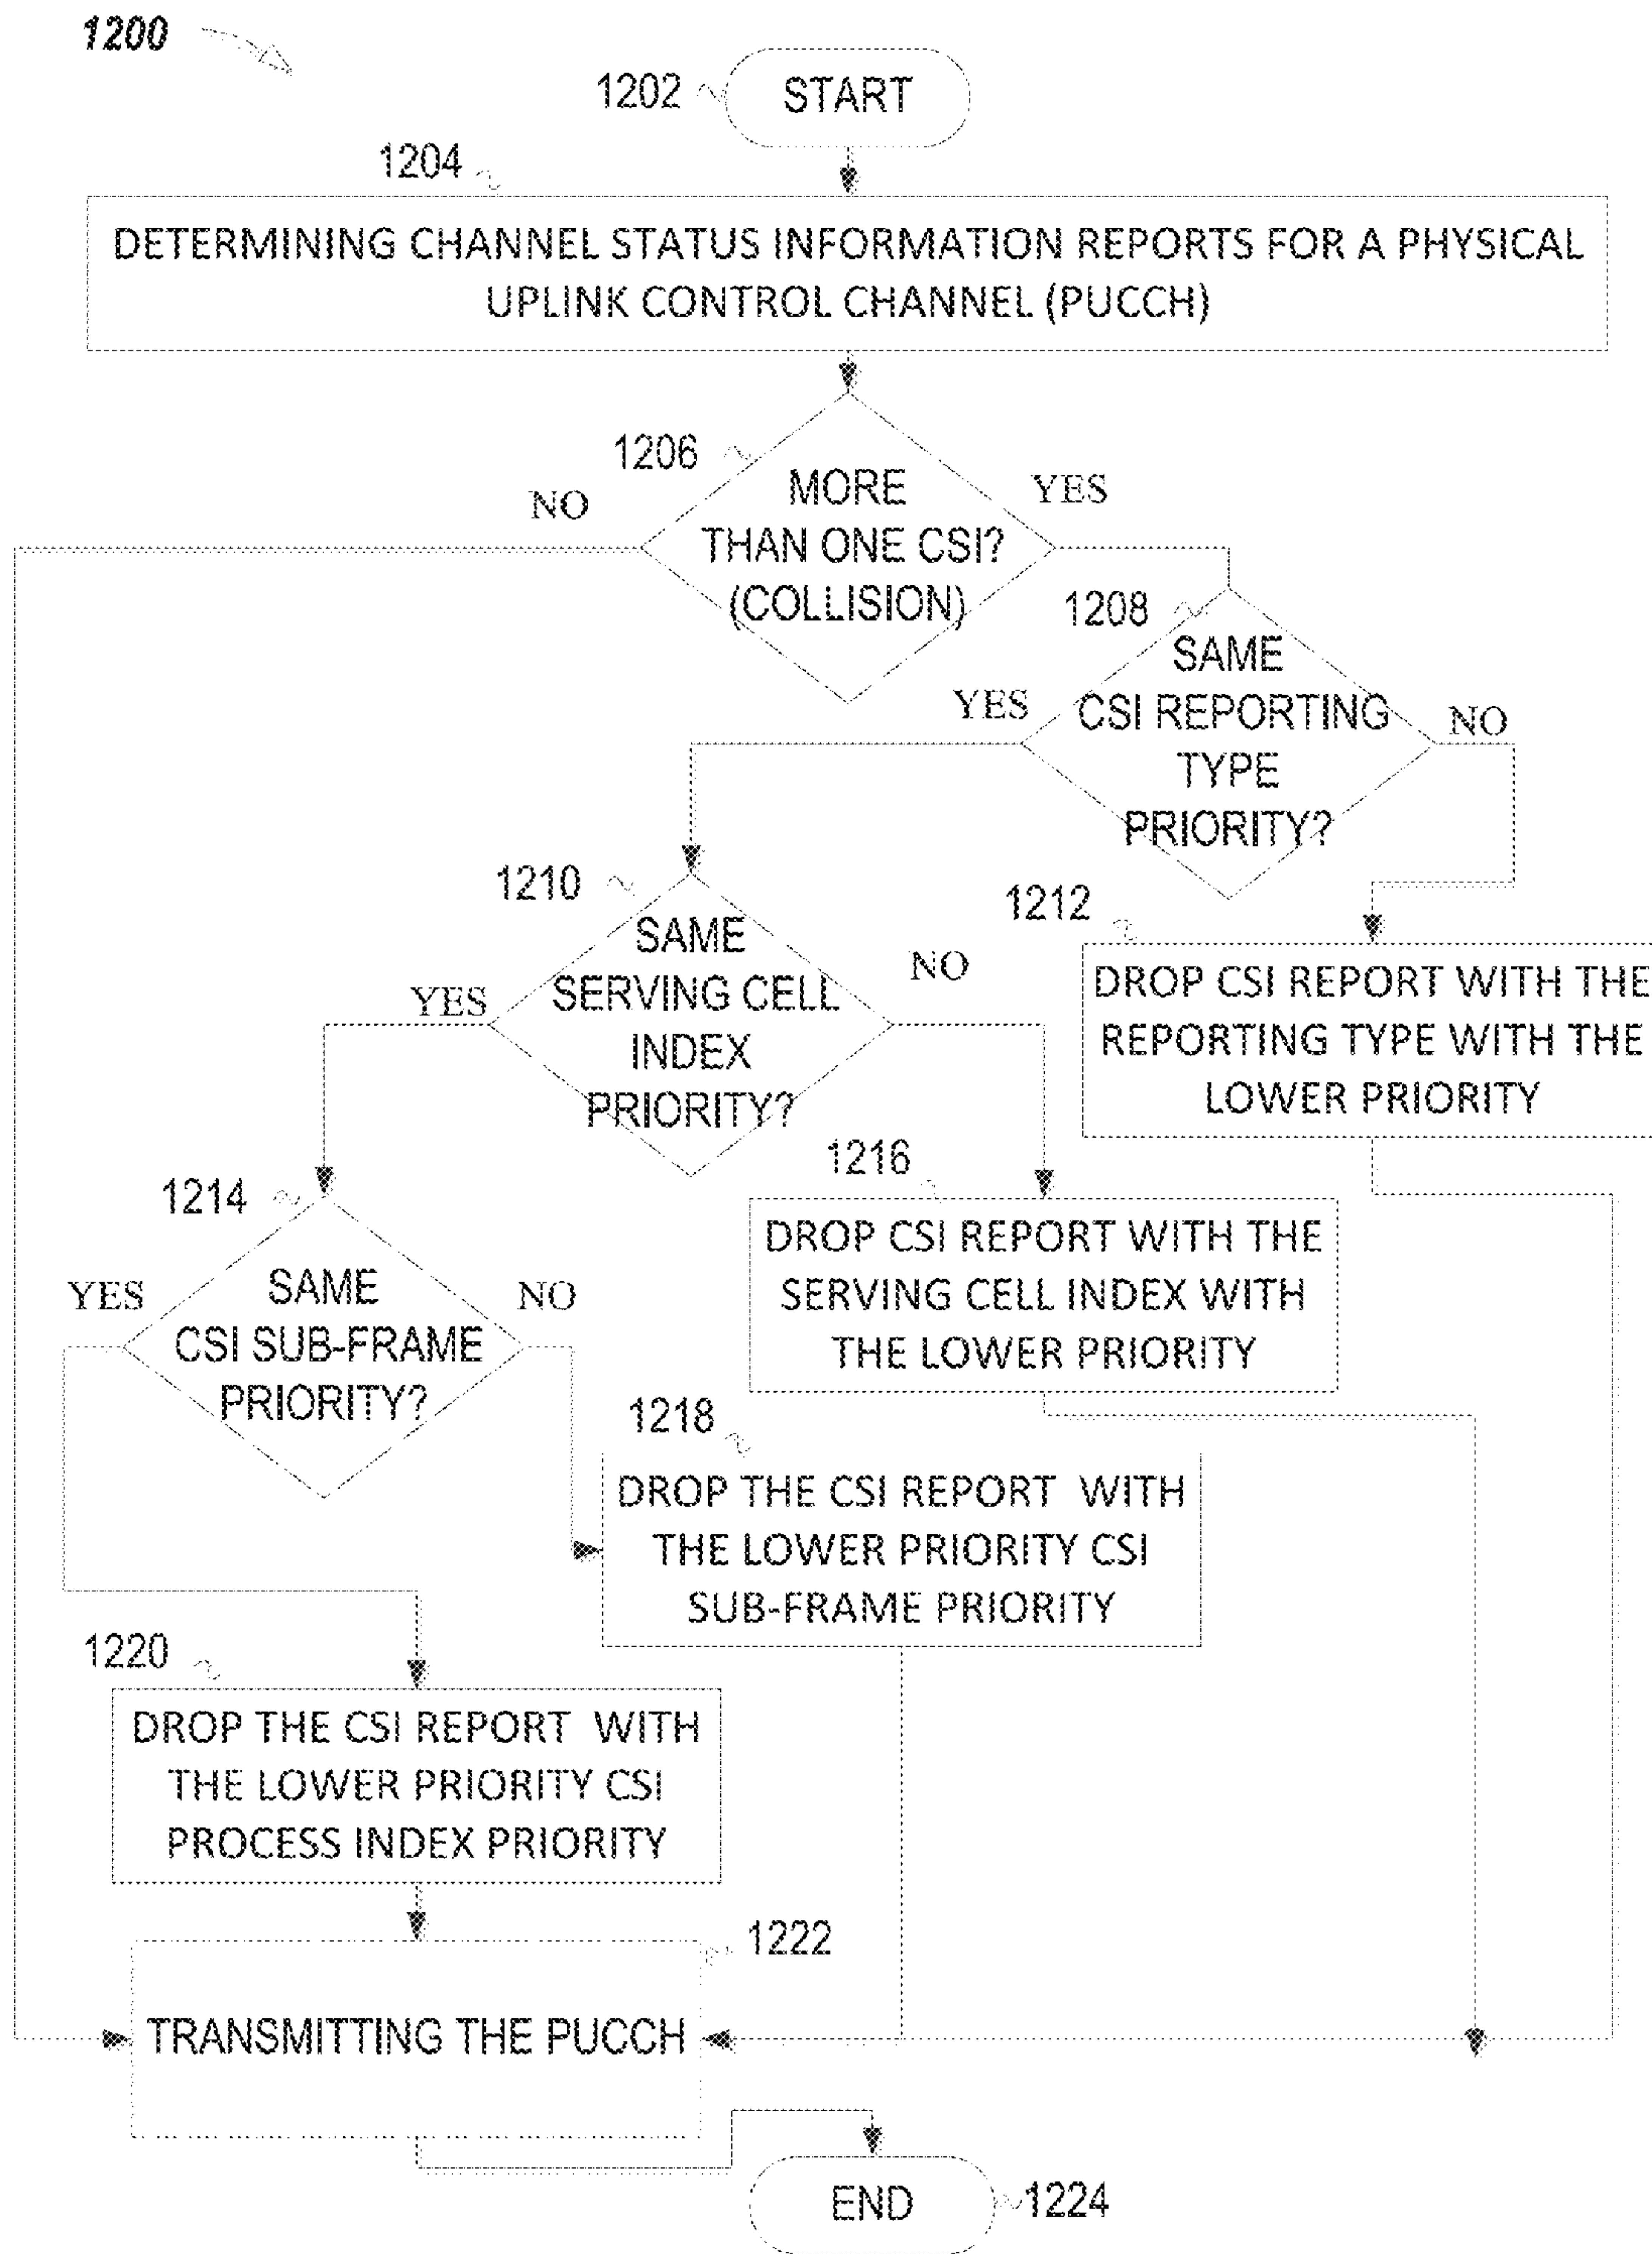 1200
1202
START
1204
DETERMINING CHANNEL STATUS INFORMATION REPORTS FOR A PHYSICAL
UPLINK CONTROL CHANNEL (PUCCH)
1206
NO
MORE
THAN ONE CSI?
(COLLISION)
YES
1208
YES
SAME
CSI REPORTING
TYPE
PRIORITY?
NO
1210
YES
SAME
SERVING CELL
INDEX
PRIORITY?
NO
1212
DROP CSI REPORT WITH THE
REPORTING TYPE WITH THE
LOWER PRIORITY
1214
YES
SAME
CSI SUB-FRAME
PRIORITY?
NO
1216
DROP CSI REPORT WITH THE
SERVING CELL INDEX WITH
THE LOWER PRIORITY
1218
DROP THE CSI REPORT WITH
THE LOWER PRIORITY CSI
SUB-FRAME PRIORITY
1220
DROP THE CSI REPORT WITH
THE LOWER PRIORITY CSI
PROCESS INDEX PRIORITY
1222
TRANSMITTING THE PUCCH
END
1224